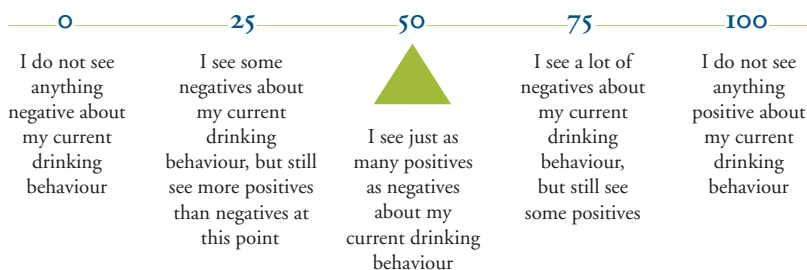 0
25
50
75
100
I do not see
anything
negative about
my current
drinking
behaviour
I see some
negatives about
my current
drinking
behaviour, but still
see more positives
than negatives at
this point
I see just as
many positives
as negatives
about my
current drinking
behaviour
I see a lot of
negatives about
my current
drinking
behaviour,
but still see
some positives
I do not see
anything
positive about
my current
drinking
behaviour